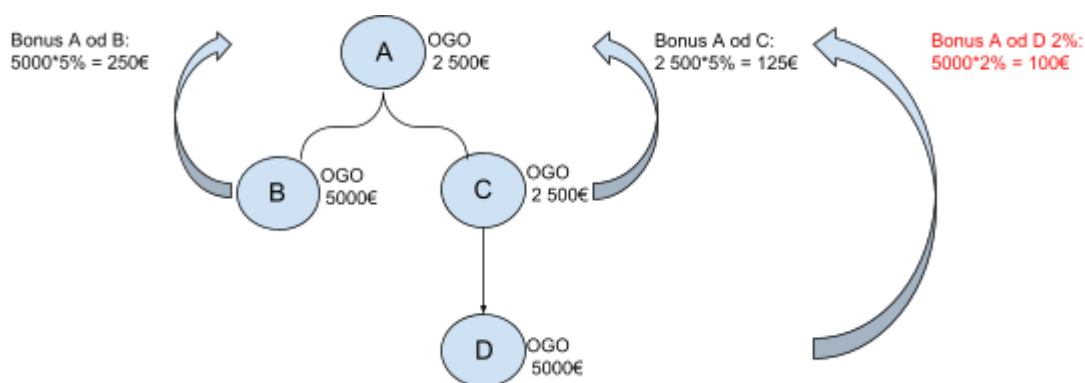 Bonus A od B:
5000*5% = 250€
A
OGO
2 500€
Bonus A od C:
2 500*5% = 125€
Bonus A od D 2%:
5000*2% = 100€
B
OGO
5000€
C
OGO
2 500€
D
OGO
5000€